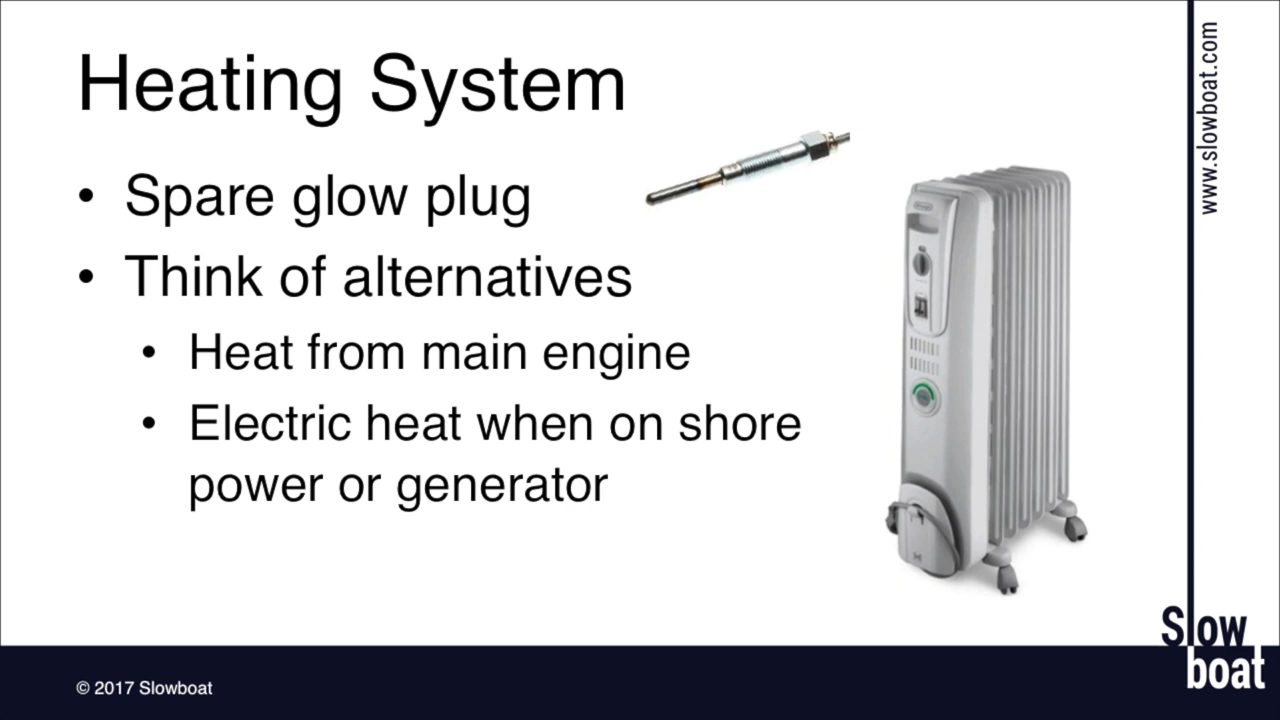 Heating System
• Spare glow plug
• Think of alternatives
• Heat from main engine
• Electric heat when on shore
power or generator
www.slowboat.com
Slow
boat
© 2017 Slowboat